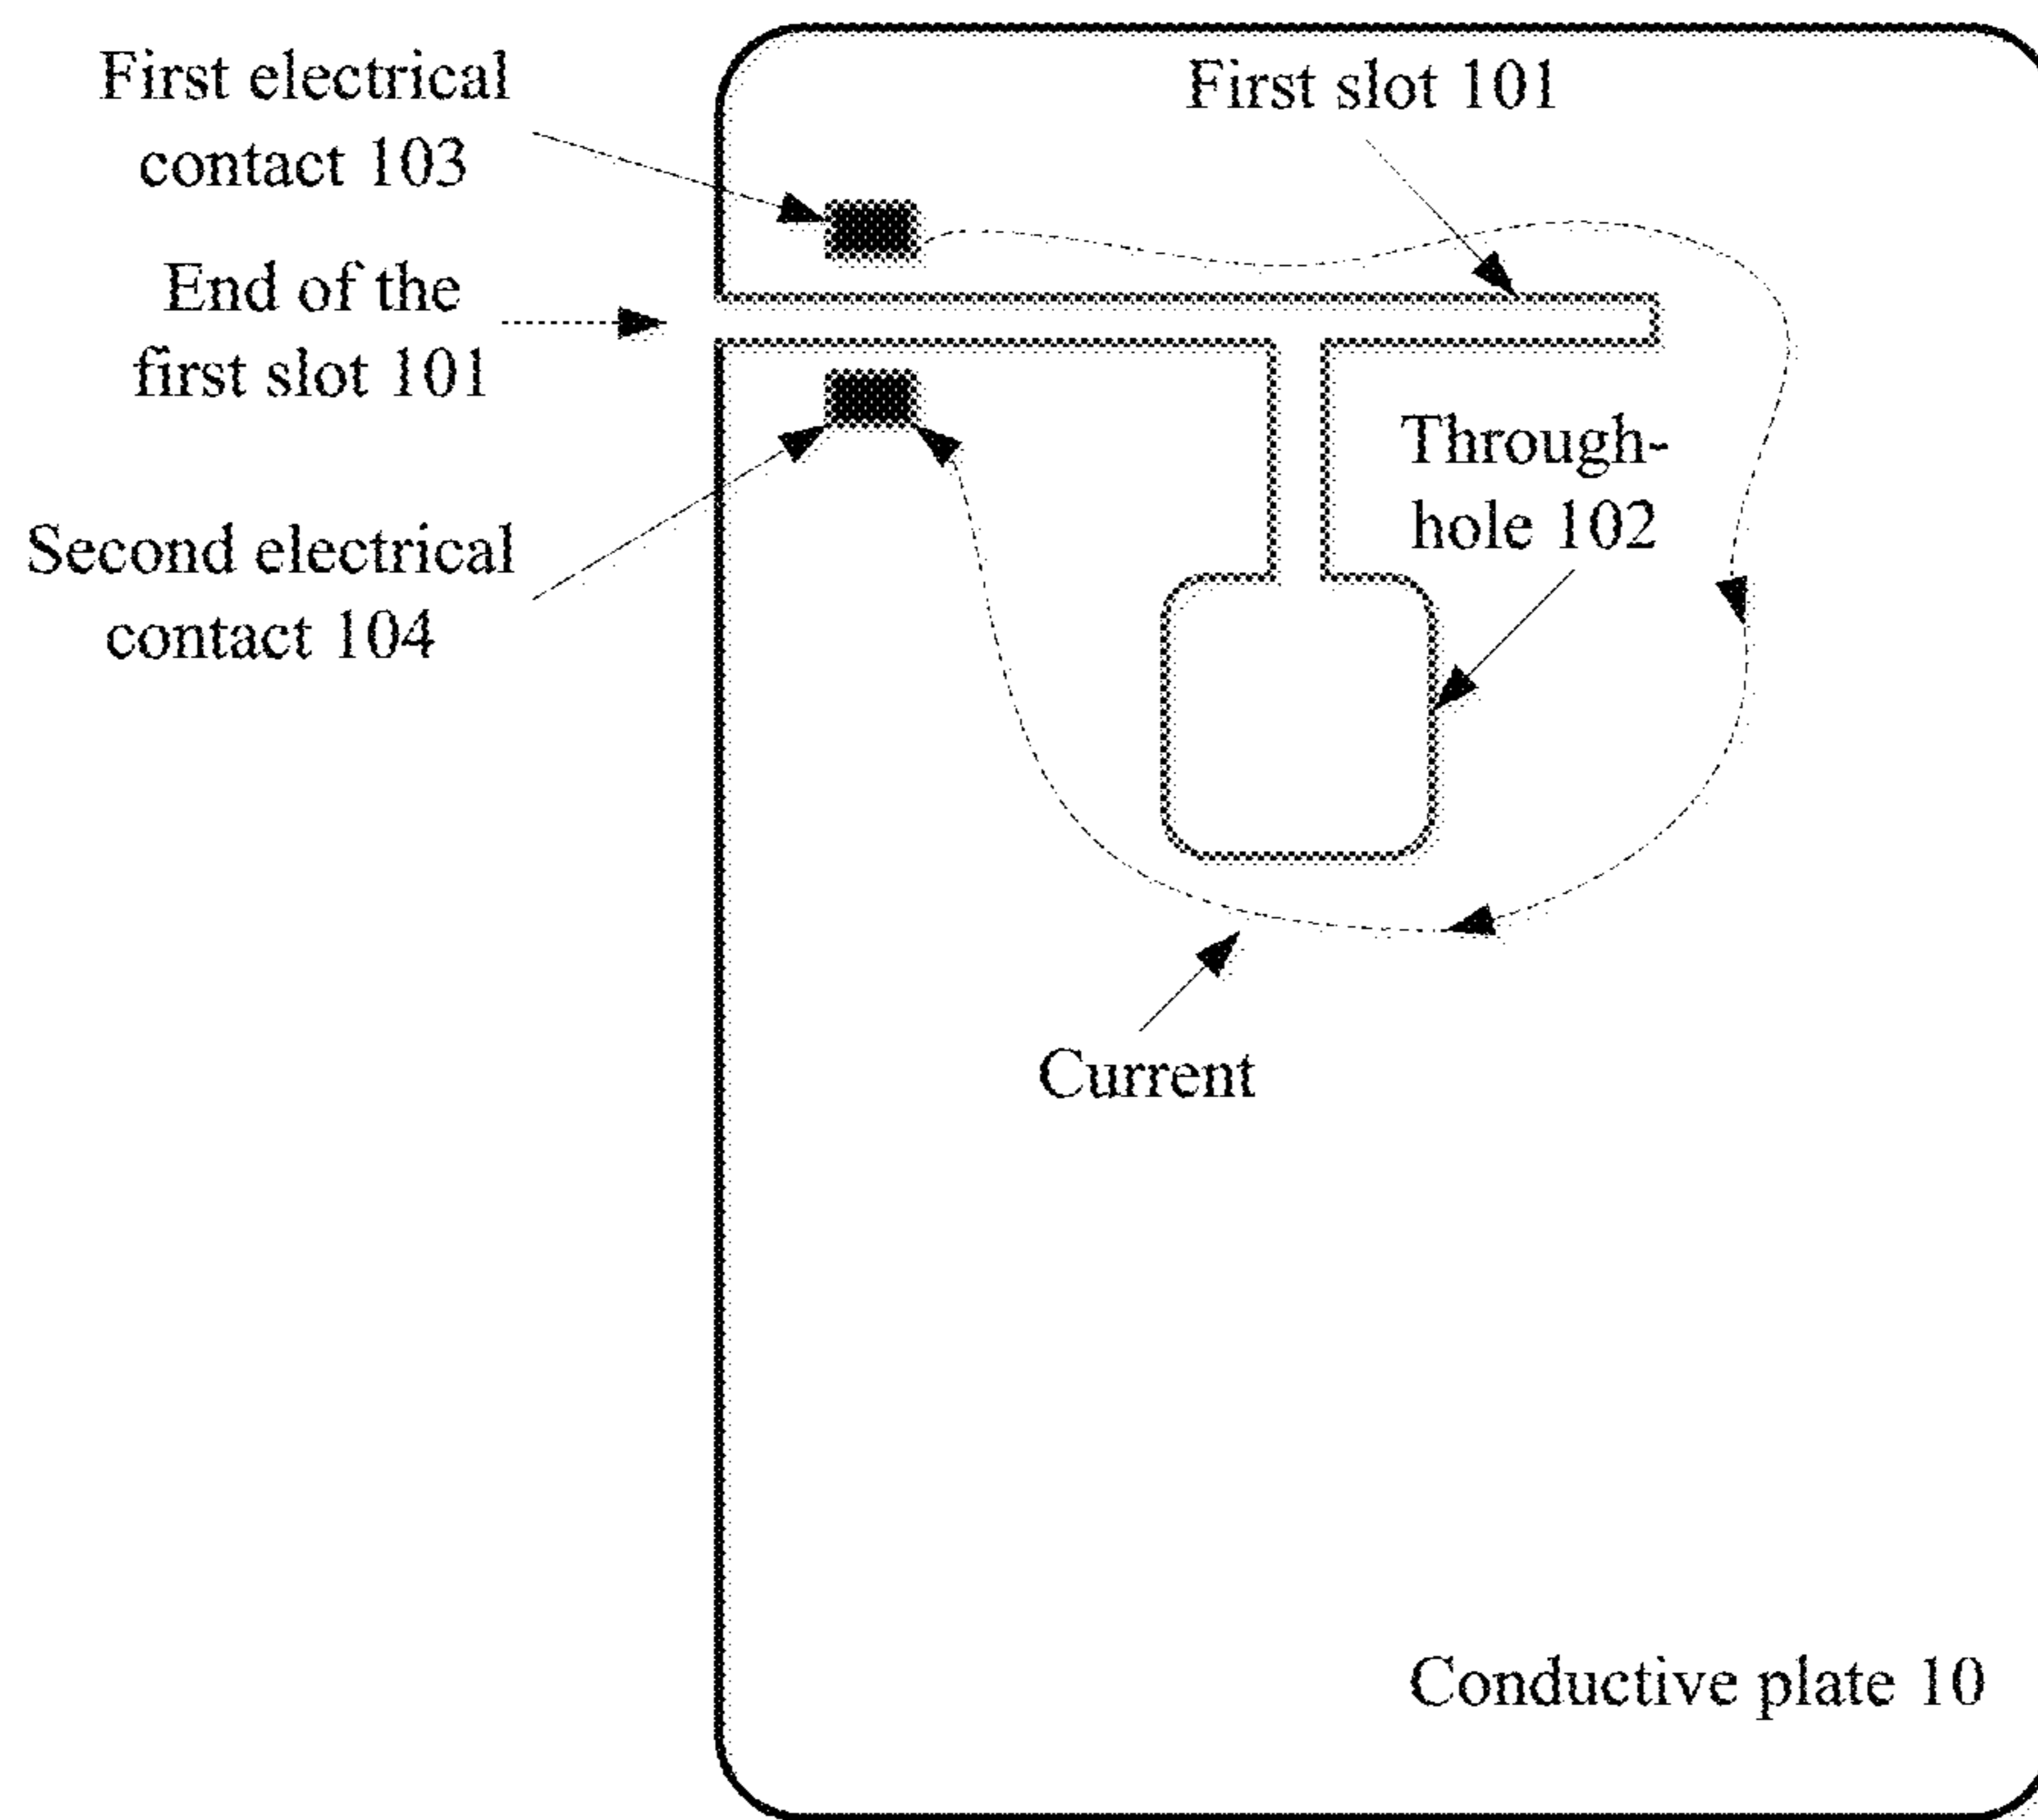 First electrical
contact 103
First slot 101
End of the
first slot 101
Through-
hole 102
Second electrical
contact 104
Current
Conductive plate 10